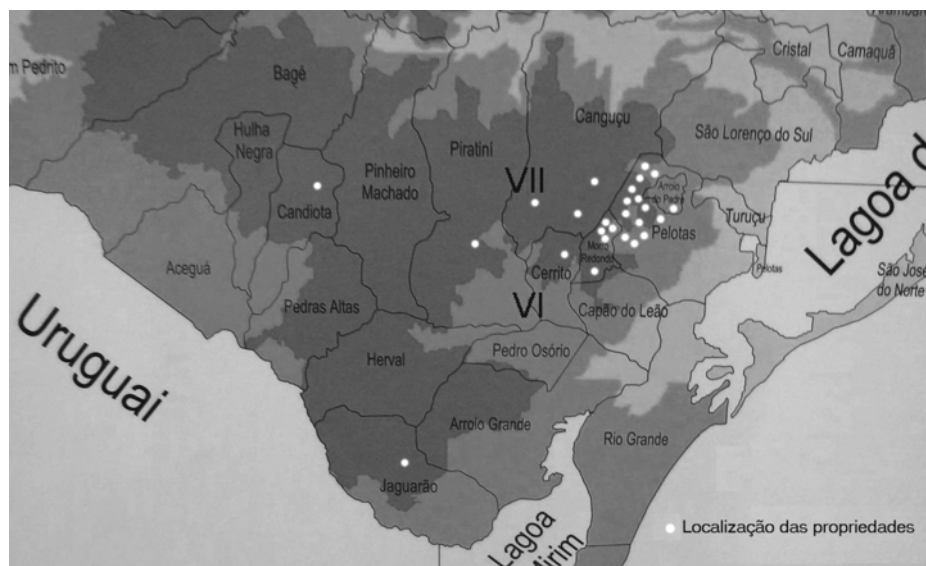 Cristal
Camaquã
m Pedrito
Bagê
Canguçu
Hulha
Negra
Piratiní
São Lorenço do Sul
Pinheiro
Machado
VII
Arroio
do Padre
Candiota
Turuçu
Pelotas
Lagoa d
Morro
Redondo
Aceguá
Cerrito
Pelotas
São José
do Norte
Pedras Altas
VI
Capão do Leão
Uruguai
Herval
Pedro Osório
Arroio Grande
Rio Grande
Jaguarão
Localização das propriedades
Lagoa
Mirim